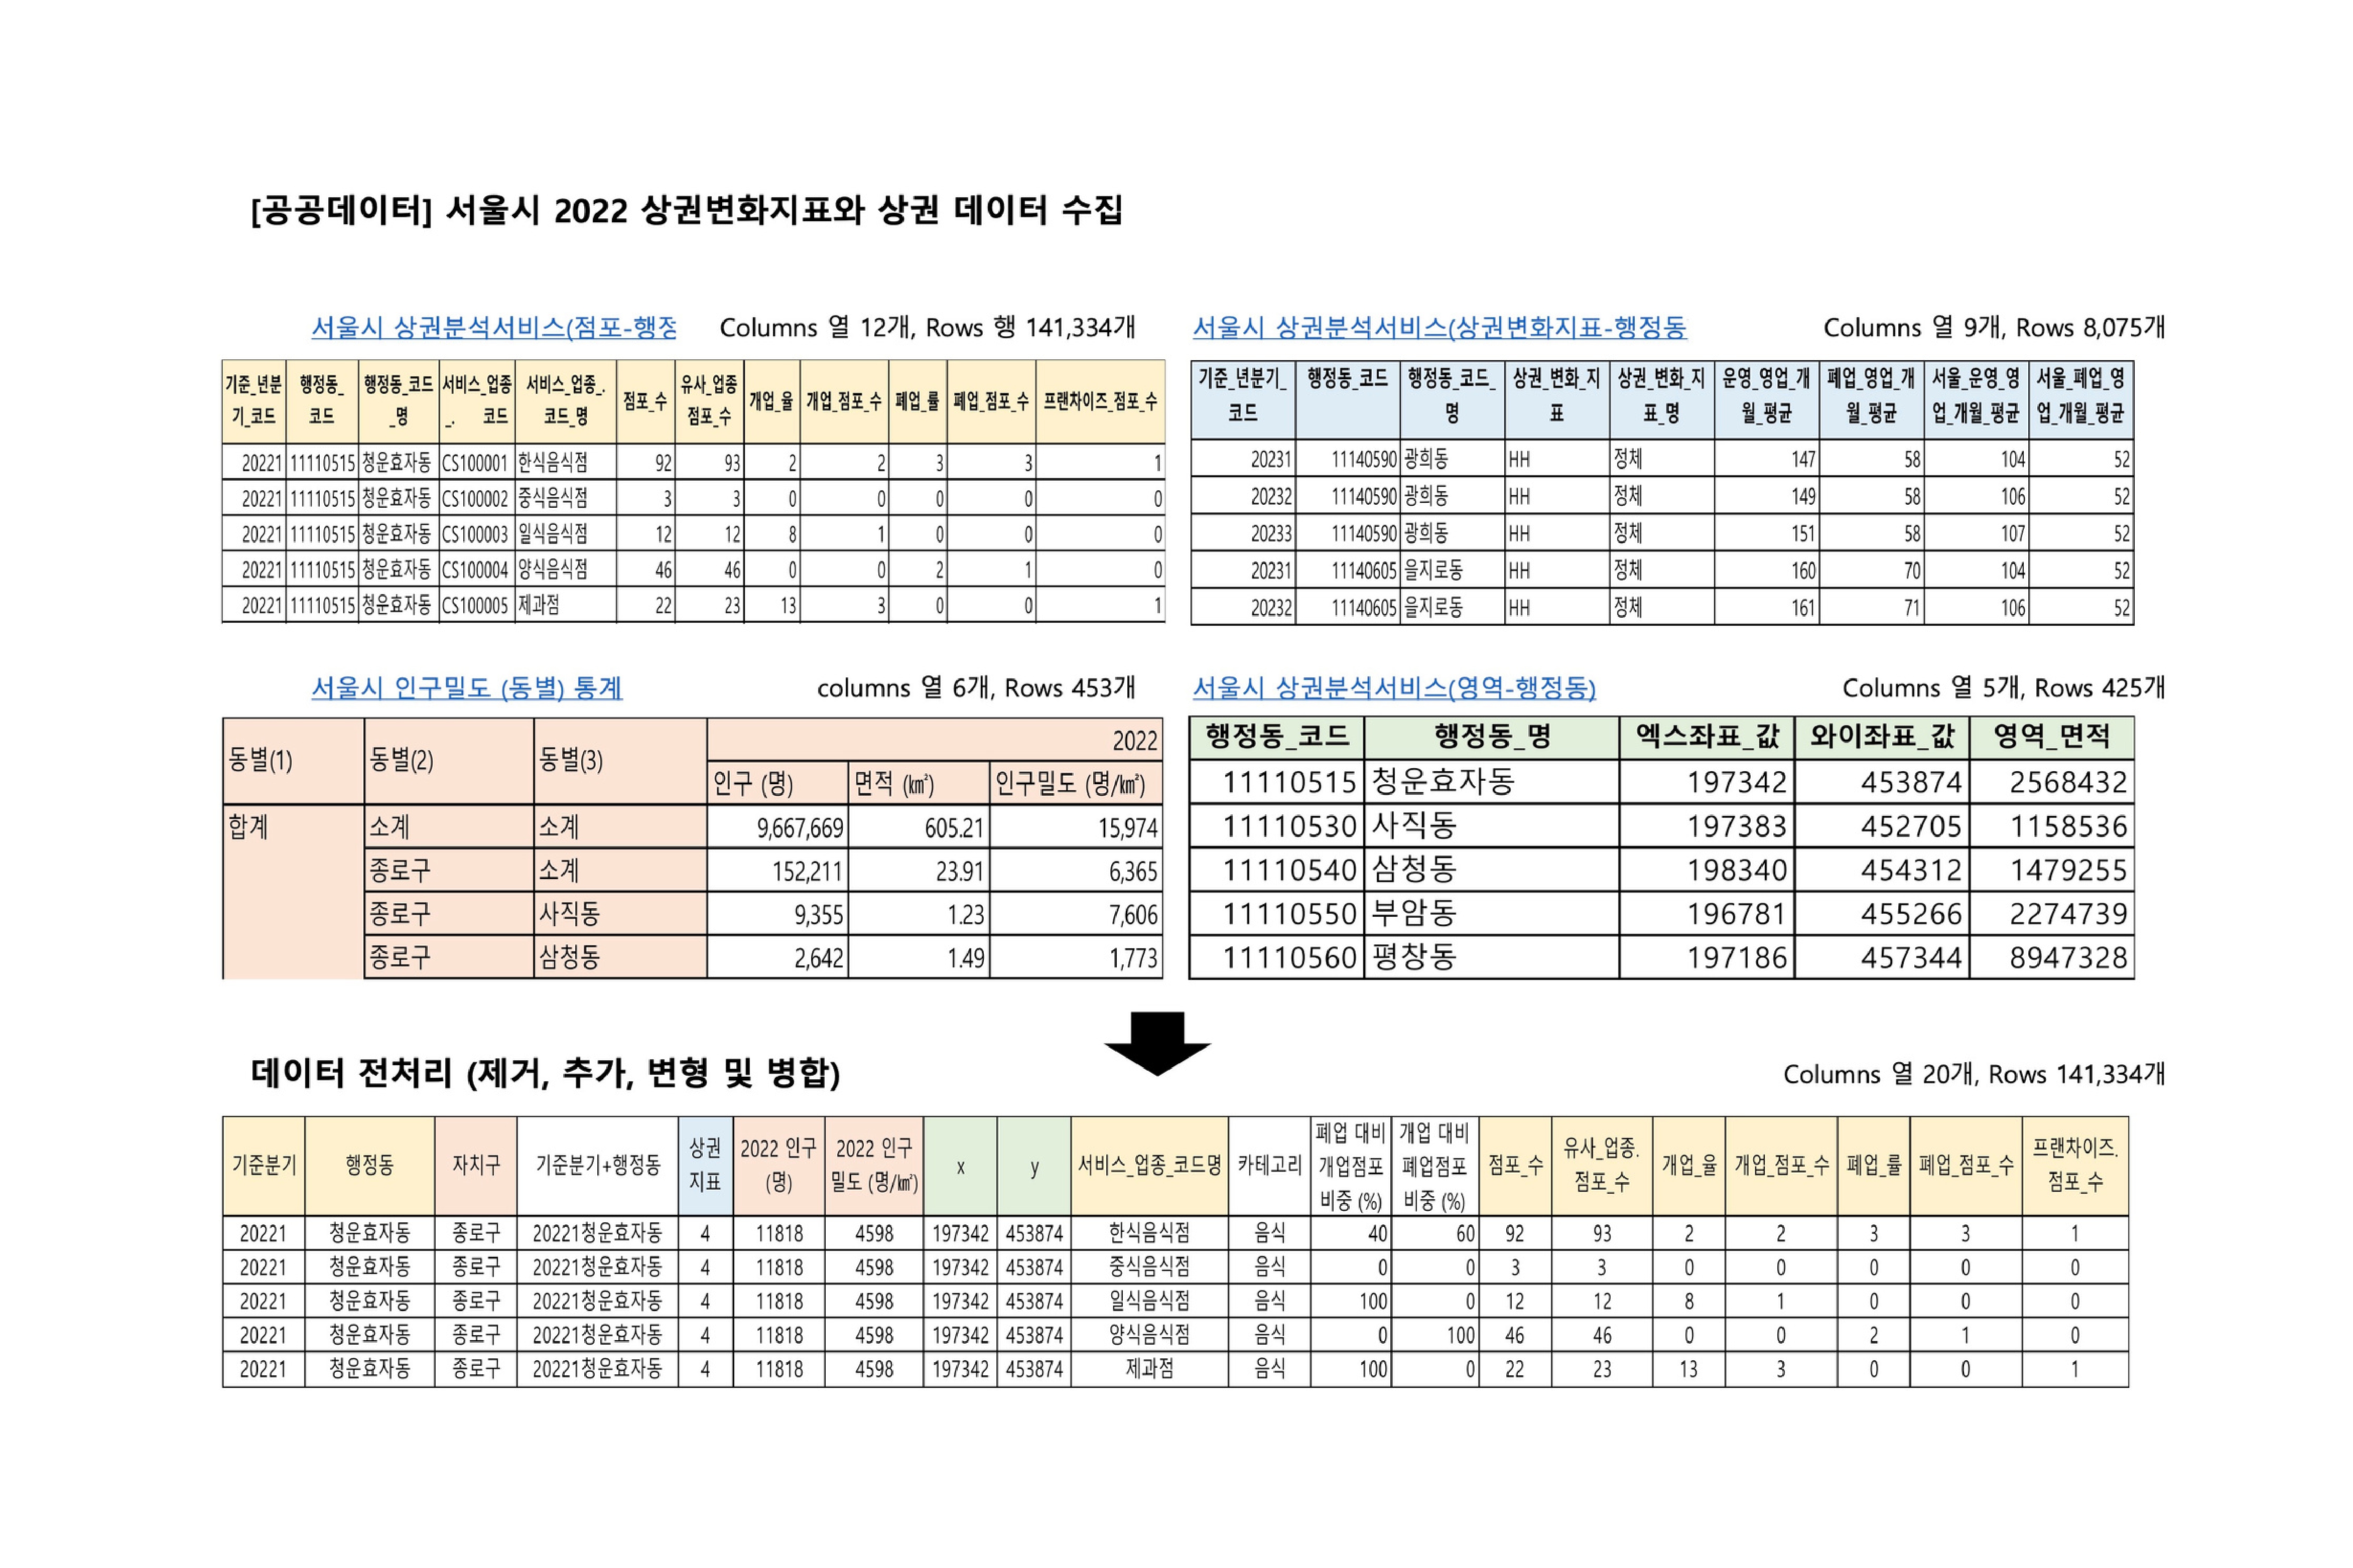 [공공데이터] 서울시 2022 상권변화지표와 상권 데이터 수집
서울시 상권분석서비스(점포-행정 Columns 열 12개, Rows 행 141,334개
기준_년분기_코드 행정동_코드 행정동_코드_명 서비스_업종_. 코드 서비스_업종_.코드_명 점포_수 유사_업종 점포_수 개업_율 개업_점포_수 폐업_률 폐업_점포_수 프랜차이즈_점포_수
20221 11110515 청운효자동 CS100001 한식음식점 92 93 2 2 3 3 1
20221 11110515 청운효자동 CS100002 중식음식점 3 3 0 0 0 0 0
20221 11110515 청운효자동 CS100003 일식음식점 12 12 8 1 0 0 0
20221 11110515 청운효자동 CS100004 양식음식점 46 46 0 0 2 1 0
20221 11110515 청운효자동 CS100005 제과점 22 23 13 3 0 0 1
서울시 상권분석서비스(상권변화지표-행정동 Columns 열 9개, Rows 8,075개
기준_년분기_코드 행정동_코드 행정동_코드_명 상권_변화_지표 상권_변화_지표_명 운영_영업_개월_평균 폐업_영업_개월_평균 서울_운영_영업_개월_평균 서울_폐업_영업_개월_평균
20231 11140590 광희동 HH 정체 147 58 104 52
20232 11140590 광희동 HH 정체 149 58 106 52
20233 11140590 광희동 HH 정체 151 58 107 52
20231 11140605 을지로동 HH 정체 160 70 104 52
20232 11140605 을지로동 HH 정체 161 71 106 52
서울시 인구밀도 (동별) 통계 columns 열 6개, Rows 453개
동별(1) 동별(2) 동별(3) 2022
인구 (명) 면적 (㎢) 인구밀도 (명/㎢)
합계 소계 소계 9,667,669 605.21 15,974
종로구 소계 152,211 23.91 6,365
종로구 사직동 9,355 1.23 7,606
종로구 삼청동 2,642 1.49 1,773
서울시 상권분석서비스(영역-행정동) Columns 열 5개, Rows 425개
행정동_코드 행정동_명 엑스좌표_값 와이좌표_값 영역_면적
11110515 청운효자동 197342 453874 2568432
11110530 사직동 197383 452705 1158536
11110540 삼청동 198340 454312 1479255
11110550 부암동 196781 455266 2274739
11110560 평창동 197186 457344 8947328
데이터 전처리 (제거, 추가, 변형 및 병합) Columns 열 20개, Rows 141,334개
기준분기 행정동 자치구 기준분기+행정동 상권 지표 2022 인구 (명) 2022 인구 밀도 (명/㎢) x y 서비스_업종_코드명 카테고리 폐업 대비 개업점포 비중 (%) 개업 대비 폐업점포 비중 (%) 점포_수 유사_업종. 점포_수 개업_율 개업_점포_수 폐업_률 폐업_점포_수 프랜차이즈. 점포_수
20221 청운효자동 종로구 20221청운효자동 4 11818 4598 197342 453874 한식음식점 음식 40 60 92 93 2 2 3 3 1
20221 청운효자동 종로구 20221청운효자동 4 11818 4598 197342 453874 중식음식점 음식 0 0 3 3 0 0 0 0 0
20221 청운효자동 종로구 20221청운효자동 4 11818 4598 197342 453874 일식음식점 음식 100 0 12 12 8 1 0 0 0
20221 청운효자동 종로구 20221청운효자동 4 11818 4598 197342 453874 양식음식점 음식 0 100 46 46 0 0 2 1 0
20221 청운효자동 종로구 20221청운효자동 4 11818 4598 197342 453874 제과점 음식 100 0 22 23 13 3 0 0 1